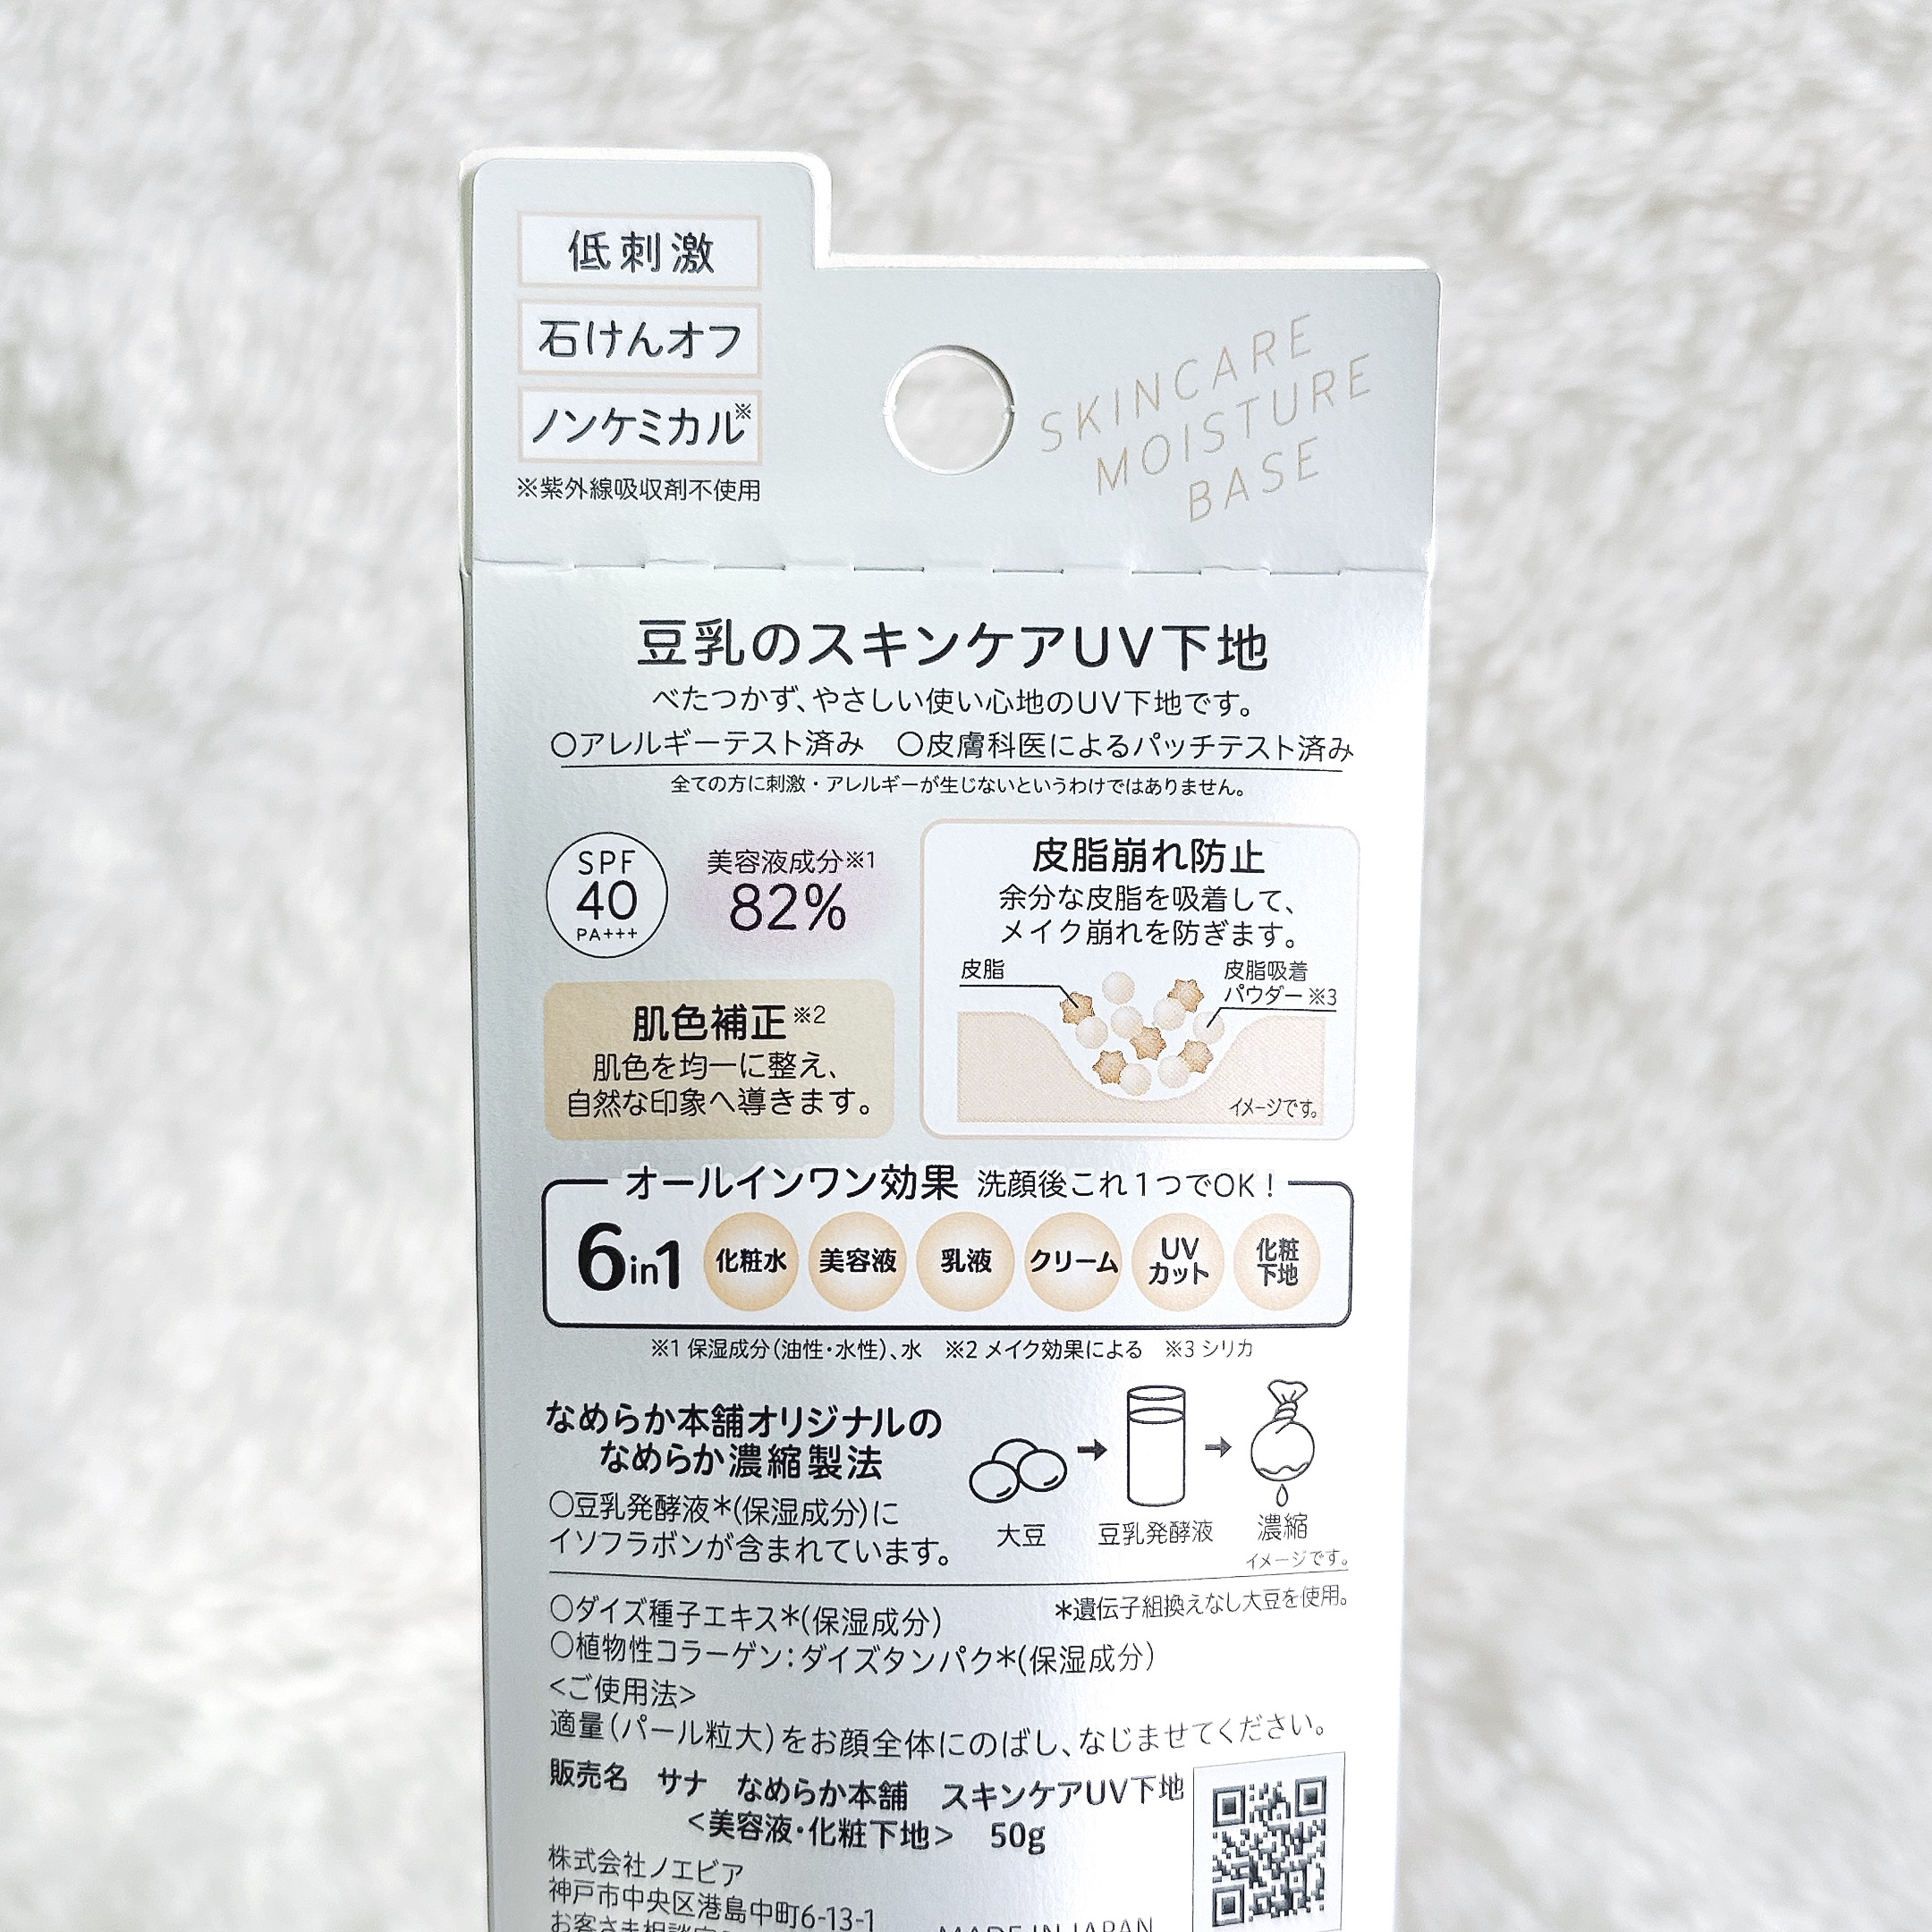 低刺激
石けんオフ
ノンケミカル※
※紫外線吸収剤不使用
SKINCARE
MOISTURE
BASE
豆乳のスキンケアUV下地
べたつかず、やさしい使い心地のUV下地です。
○アレルギーテスト済み ○皮膚科医によるパッチテスト済み
全ての方に刺激・アレルギーが生じないというわけではありません。
SPF
40
PA+++
美容液成分※1
82%
肌色補正※2
肌色を均一に整え、
自然な印象へ導きます。
皮脂崩れ防止
余分な皮脂を吸着して、
メイク崩れを防ぎます。
皮脂
皮脂吸着
パウダー※3
イメージです。
オールインワン効果 洗顔後これ1つでOK！
6in1 化粧水 美容液 乳液 クリーム UVカット 化粧下地
※1 保湿成分(油性・水性)、水 ※2 メイク効果による ※3 シリカ
なめらか本舗オリジナルの
なめらか濃縮製法
○豆乳発酵液＊(保湿成分)に
イソフラボンが含まれています。
大豆 豆乳発酵液 濃縮
イメージです。
○ダイズ種子エキス＊(保湿成分)
＊遺伝子組換えなし大豆を使用。
○植物性コラーゲン：ダイズタンパク＊(保湿成分)
<ご使用法>
適量(パール粒大)をお顔全体にのばし、なじませてください。
販売名 サナ なめらか本舗 スキンケアUV下地
<美容液・化粧下地> 50g
株式会社ノエビア
神戸市中央区港島中町6-13-1
MADE IN JAPAN